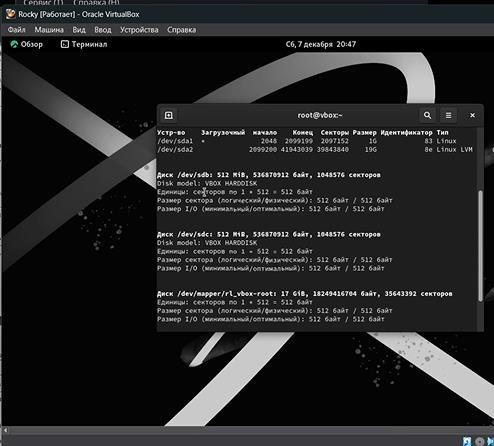 Сервис (T) Справка (H)
Rocky [Работает] - Oracle VirtualBox
Файл Машина Вид Ввод Устройства Справка
Обзор Терминал Сб, 7 декабря 20:47
root@vbox:~
Устр-во Загрузочный начало Конец Секторы Размер Идентификатор Тип
/dev/sda1 * 2048 2099199 2097152 1G 83 Linux
/dev/sda2 2099200 41943039 39843840 19G 8e Linux LVM
Диск /dev/sdb: 512 MiB, 536870912 байт, 1048576 секторов
Disk model: VBOX HARDDISK
Единицы: секторов по 1 * 512 = 512 байт
Размер сектора (логический/физический): 512 байт / 512 байт
Размер I/O (минимальный/оптимальный): 512 байт / 512 байт
Диск /dev/sdc: 512 MiB, 536870912 байт, 1048576 секторов
Disk model: VBOX HARDDISK
Единицы: секторов по 1 * 512 = 512 байт
Размер сектора (логический/физический): 512 байт / 512 байт
Размер I/O (минимальный/оптимальный): 512 байт / 512 байт
Диск /dev/mapper/rl_vbox-root: 17 GiB, 18249416704 байт, 35643392 секторов
Единицы: секторов по 1 * 512 = 512 байт
Размер сектора (логический/физический): 512 байт / 512 байт
Размер I/O (минимальный/оптимальный): 512 байт / 512 байт